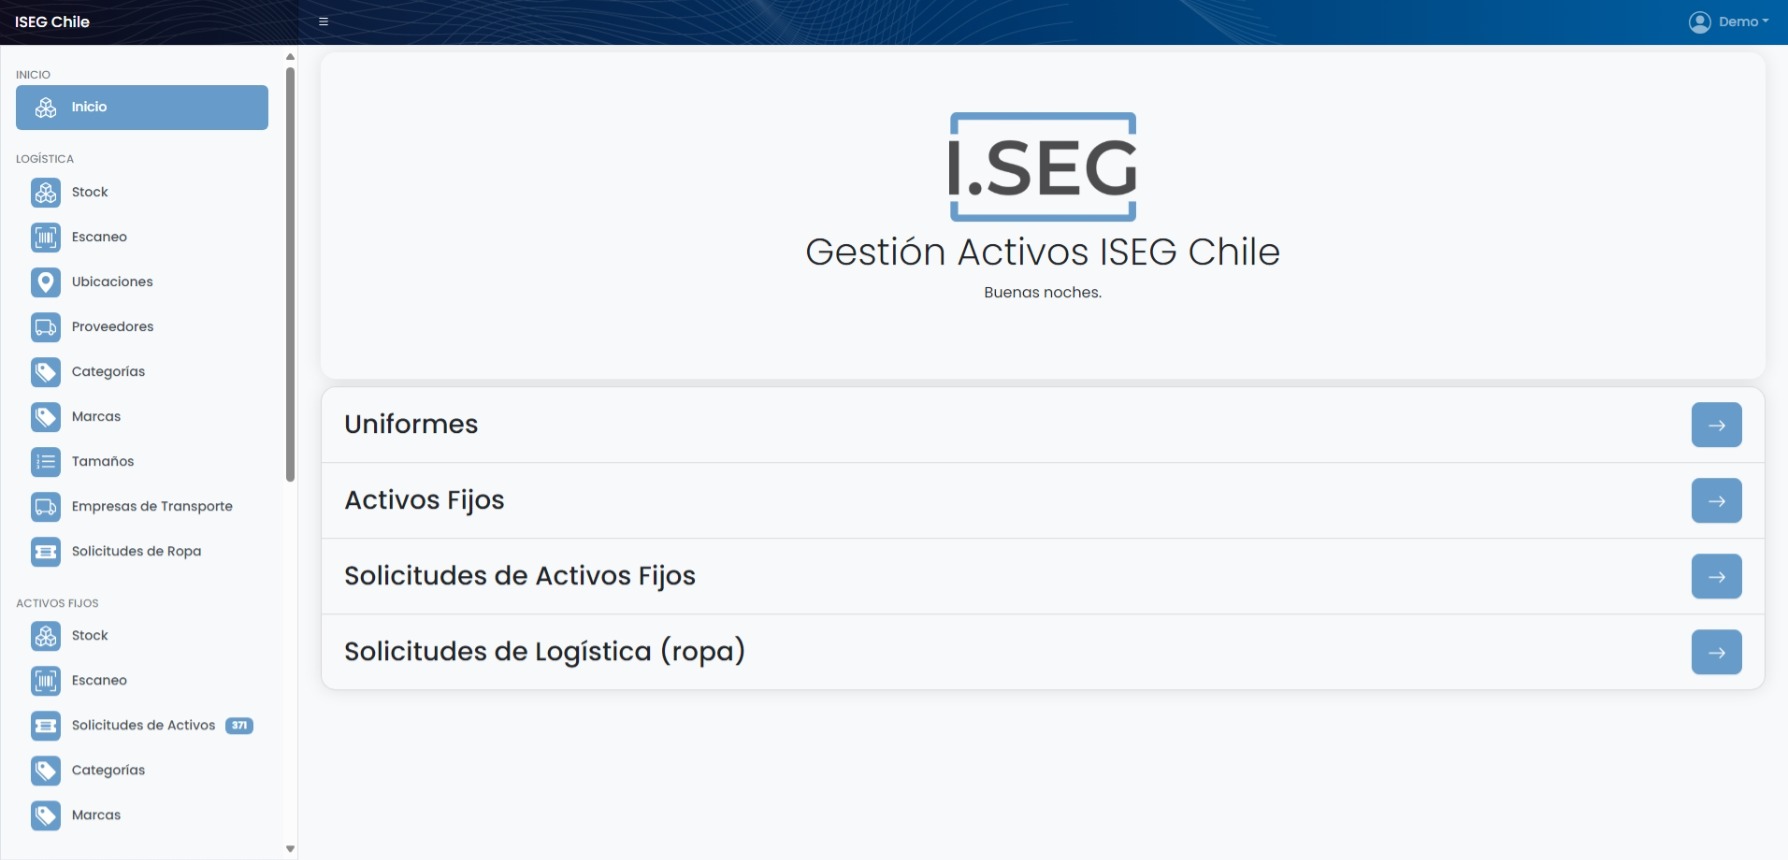 ISEG Chile
Demo
INICIO
Inicio
LOGÍSTICA
Stock
Escaneo
Ubicaciones
Proveedores
Categorías
Marcas
Tamaños
Empresas de Transporte
Solicitudes de Ropa
ACTIVOS FIJOS
Stock
Escaneo
Solicitudes de Activos 371
Categorías
Marcas
I.SEG
Gestión Activos ISEG Chile
Buenas noches.
Uniformes
Activos Fijos
Solicitudes de Activos Fijos
Solicitudes de Logística (ropa)